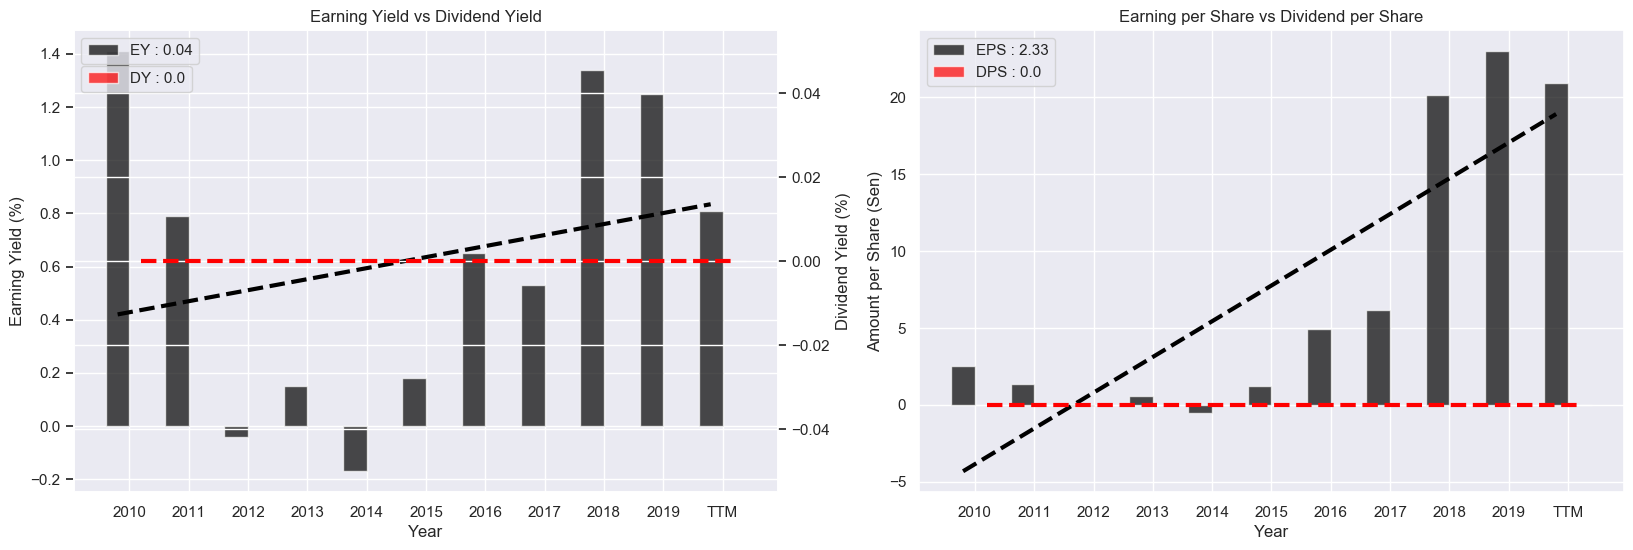 Earning Yield vs Dividend Yield
EY : 0.04
DY : 0.0
1.4
1.2
1.0
0.8
0.6
0.4
0.2
0.0
−0.2
Earning Yield (%)
0.04
0.02
0.00
−0.02
−0.04
Dividend Yield (%)
2010 2011 2012 2013 2014 2015 2016 2017 2018 2019 TTM
Year
Earning per Share vs Dividend per Share
EPS : 2.33
DPS : 0.0
20
15
10
5
0
−5
Amount per Share (Sen)
2010 2011 2012 2013 2014 2015 2016 2017 2018 2019 TTM
Year